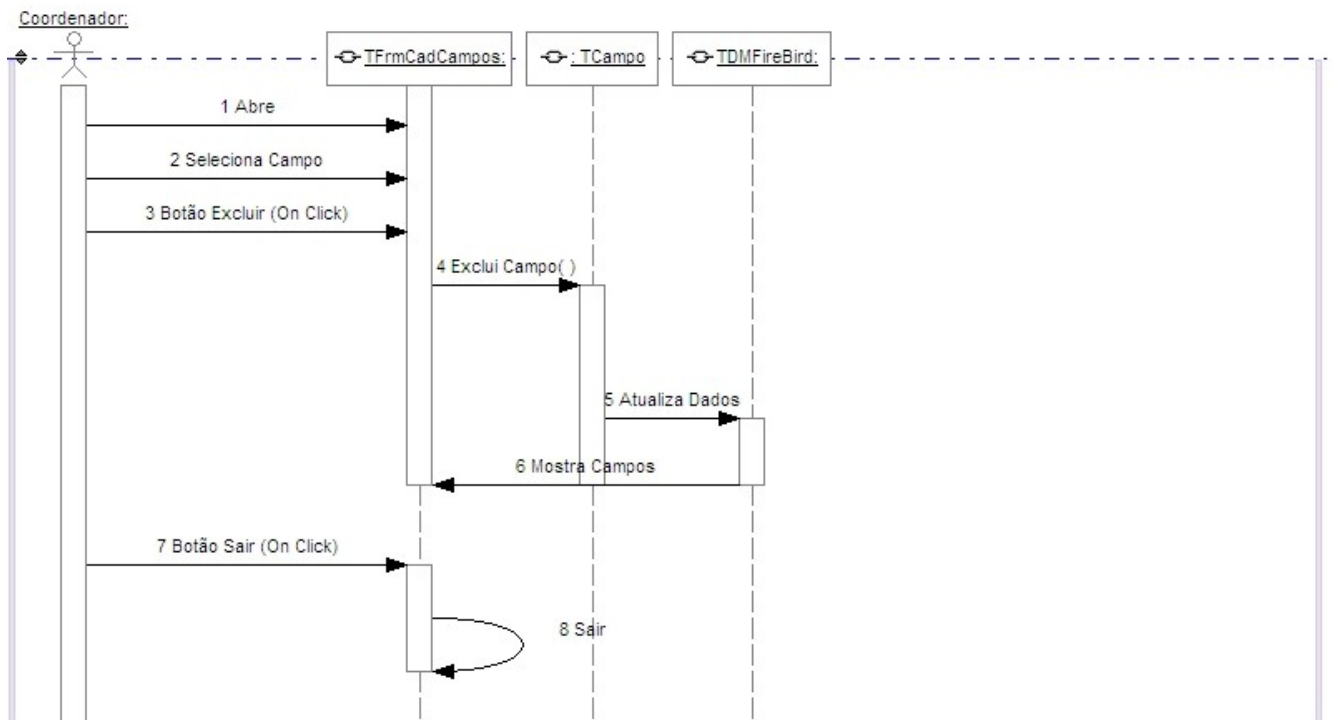 Coordenador:
TFrmCadCampos:
: TCampo
TDMFireBird:
1 Abre
2 Seleciona Campo
3 Botão Excluir (On Click)
4 Exclui Campo( )
5 Atualiza Dados
6 Mostra Campos
7 Botão Sair (On Click)
8 Sair